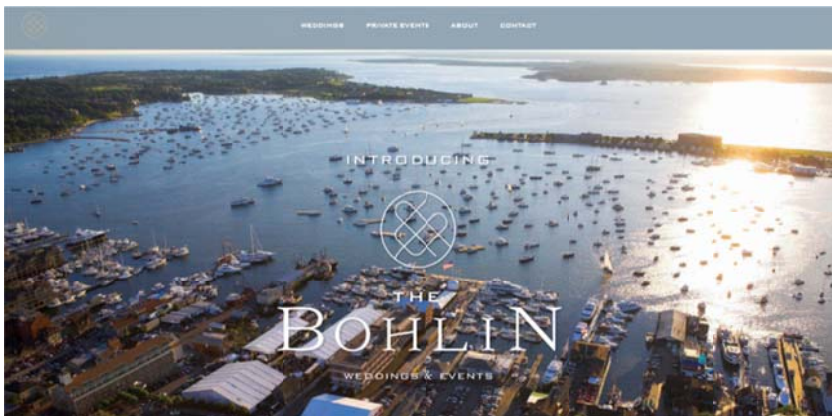 WEDDINGS PRIVATE EVENTS ABOUT CONTACT
INTRODUCING
THE
BOHLIN
WEDDINGS & EVENTS